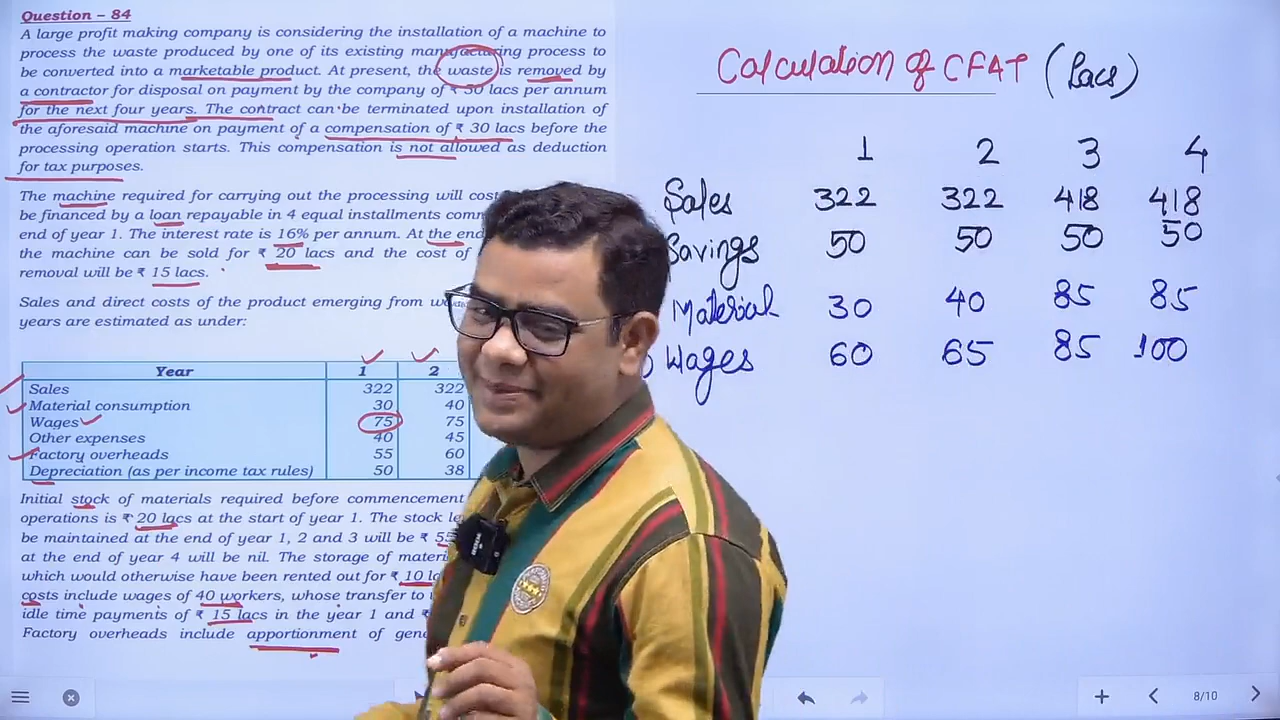 Question – 84
A large profit making company is considering the installation of a machine to
process the waste produced by one of its existing manufacturing process to
be converted into a marketable product. At present, the waste is removed by
a contractor for disposal on payment by the company of ₹ 50 lacs per annum
for the next four years. The contract can be terminated upon installation of
the aforesaid machine on payment of a compensation of ₹ 30 lacs before the
processing operation starts. This compensation is not allowed as deduction
for tax purposes.
The machine required for carrying out the processing will cost
be financed by a loan repayable in 4 equal installments
end of year 1. The interest rate is 16% per annum. At the end
the machine can be sold for ₹ 20 lacs and the cost of
removal will be ₹ 15 lacs.
Sales and direct costs of the product emerging from
years are estimated as under:
Year 1 2
Sales 322 322
Material consumption 30 40
Wages 75 75
Other expenses 40 45
Factory overheads 55 60
Depreciation (as per income tax rules) 50 38
Initial stock of materials required before commencement
operations is ₹ 20 lacs at the start of year 1. The stock
be maintained at the end of year 1, 2 and 3 will be ₹
at the end of year 4 will be nil. The storage of
which would otherwise have been rented out for ₹ 10
costs include wages of 40 workers, whose transfer to
idle time payments of ₹ 15 lacs in the year 1 and
Factory overheads include apportionment of
Calculation of CFAT (Lacs)
1 2 3 4
Sales 322 322 418 418
Savings 50 50 50 50
Material 30 40 85 85
Wages 60 65 85 100
8/10